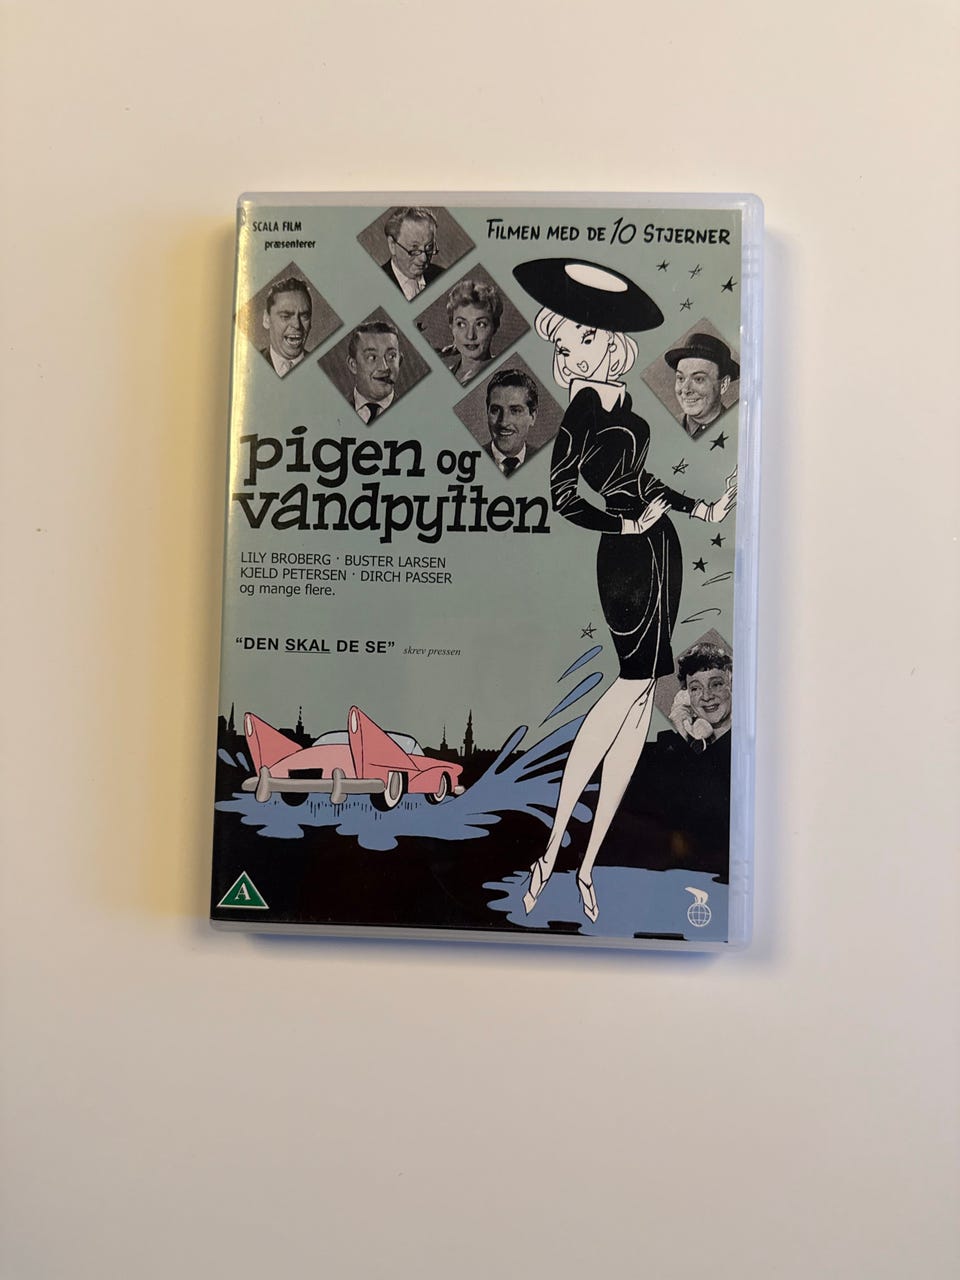 SCALA FILM
præsenterer
FILMEN MED DE 10 STJERNER
pigen og
vandpytten
LILY BROBERG · BUSTER LARSEN
KJELD PETERSEN · DIRCH PASSER
og mange flere.
“DEN SKAL DE SE” skrev pressen
A